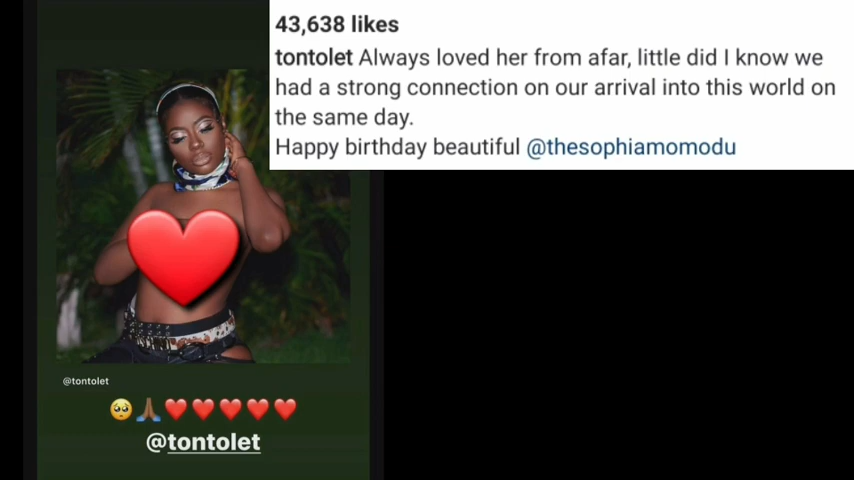 43,638 likes
tontolet Always loved her from afar, little did I know we
had a strong connection on our arrival into this world on
the same day.
Happy birthday beautiful @thesophiamomodu
@tontolet
@tontolet